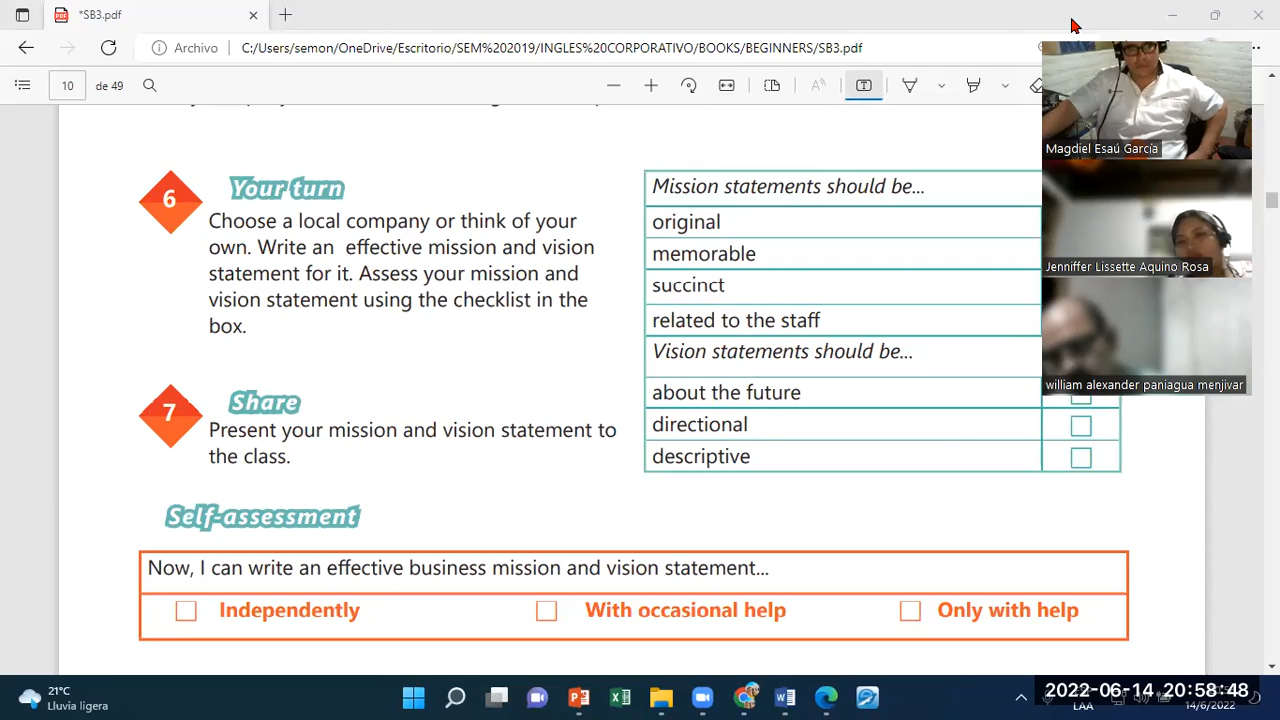 *SB3.pdf
Archivo
C:/Users/semon/OneDrive/Escritorio/SEM%202019/INGLES%20CORPORATIVO/BOOKS/BEGINNERS/SB3.pdf
10 de 49
6
Your turn
Choose a local company or think of your
own. Write an effective mission and vision
statement for it. Assess your mission and
vision statement using the checklist in the
box.
7
Share
Present your mission and vision statement to
the class.
Mission statements should be...
original
memorable
succinct
related to the staff
Vision statements should be...
about the future
directional
descriptive
Magdiel Esaú García
Jenniffer Lissette Aquino Rosa
william alexander paniagua menjivar
Self-assessment
Now, I can write an effective business mission and vision statement...
Independently
With occasional help
Only with help
21°C
Lluvia ligera
2022-06-14 20:58:48
LAA
14/6/2022